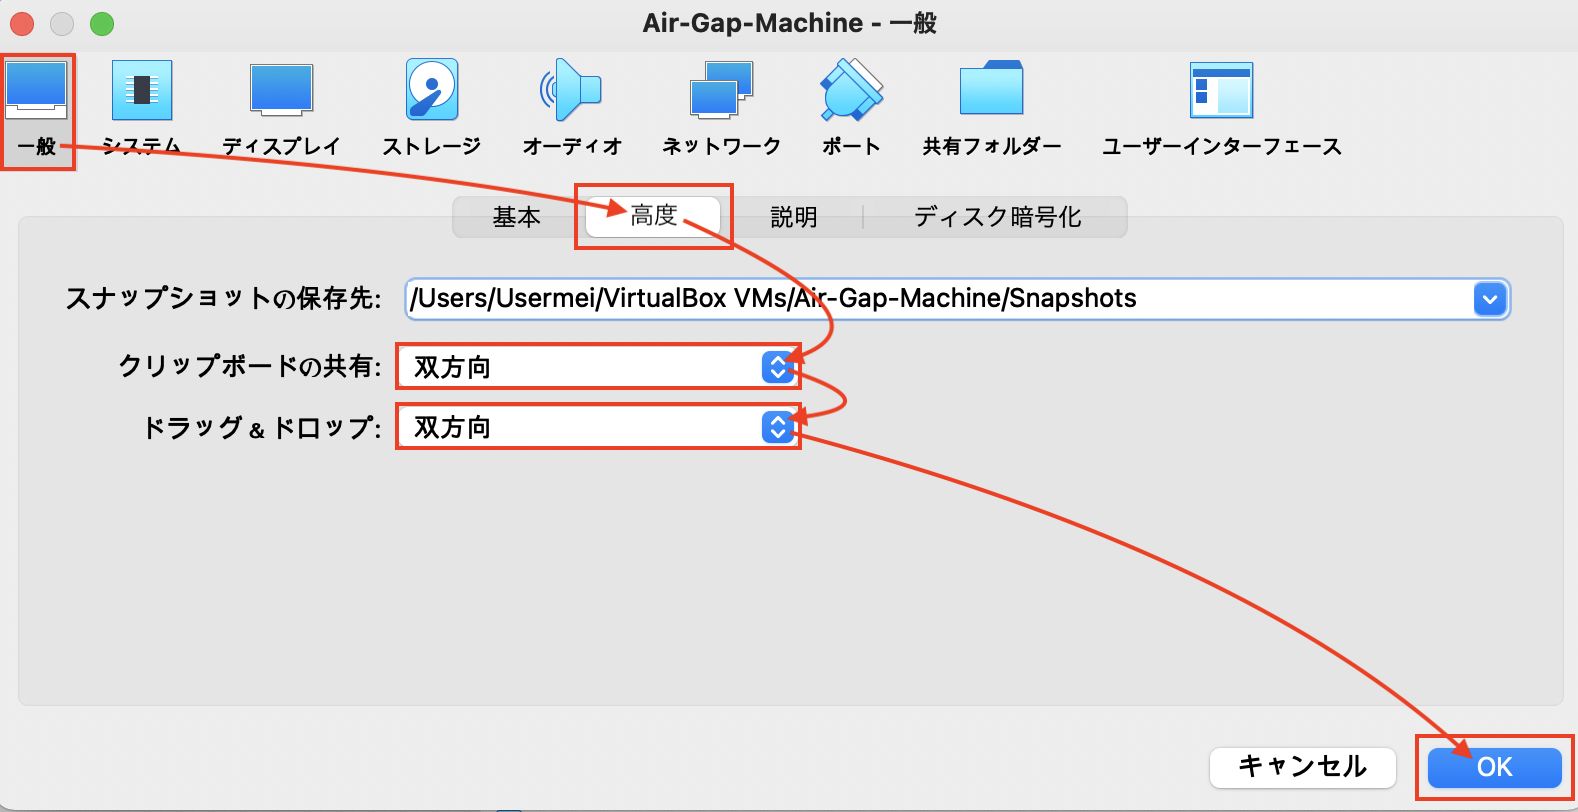 Air-Gap-Machine - 一般
一般
システム
ディスプレイ
ストレージ
オーディオ
ネットワーク
ポート
共有フォルダー
ユーザーインターフェース
基本
高度
説明
ディスク暗号化
スナップショットの保存先: /Users/Usermei/VirtualBox VMs/Air-Gap-Machine/Snapshots
クリップボードの共有: 双方向
ドラッグ & ドロップ: 双方向
キャンセル
OK